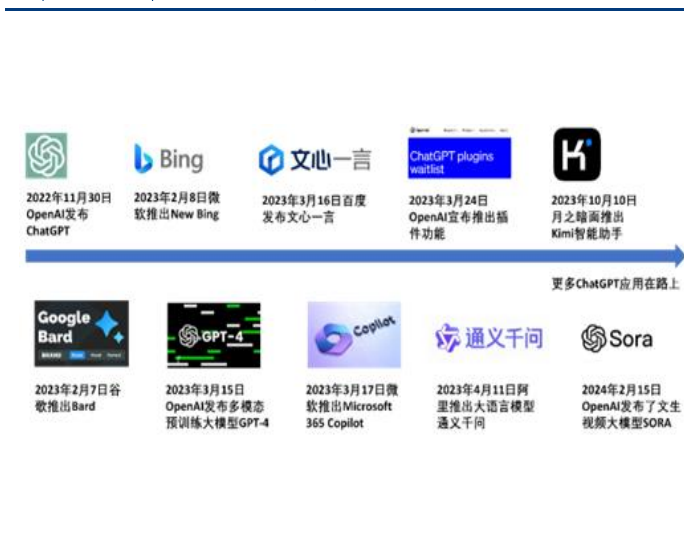 Bing
文心一言
ChatGPT plugins
waitlist
2022年11月30日
OpenAI发布
ChatGPT
2023年2月8日微
软推出New Bing
2023年3月16日百度
发布文心一言
2023年3月24日
OpenAI宣布推出插
件功能
2023年10月10日
月之暗面推出
Kimi智能助手
更多ChatGPT应用在路上
Google
Bard
GPT-4
Copilot
通义千问
Sora
2023年2月7日谷
歌推出Bard
2023年3月15日
OpenAI发布多模态
预训练大模型GPT-4
2023年3月17日微
软推出Microsoft
365 Copilot
2023年4月11日阿
里推出大语言模型
通义千问
2024年2月15日
OpenAI发布了文生
视频大模型SORA